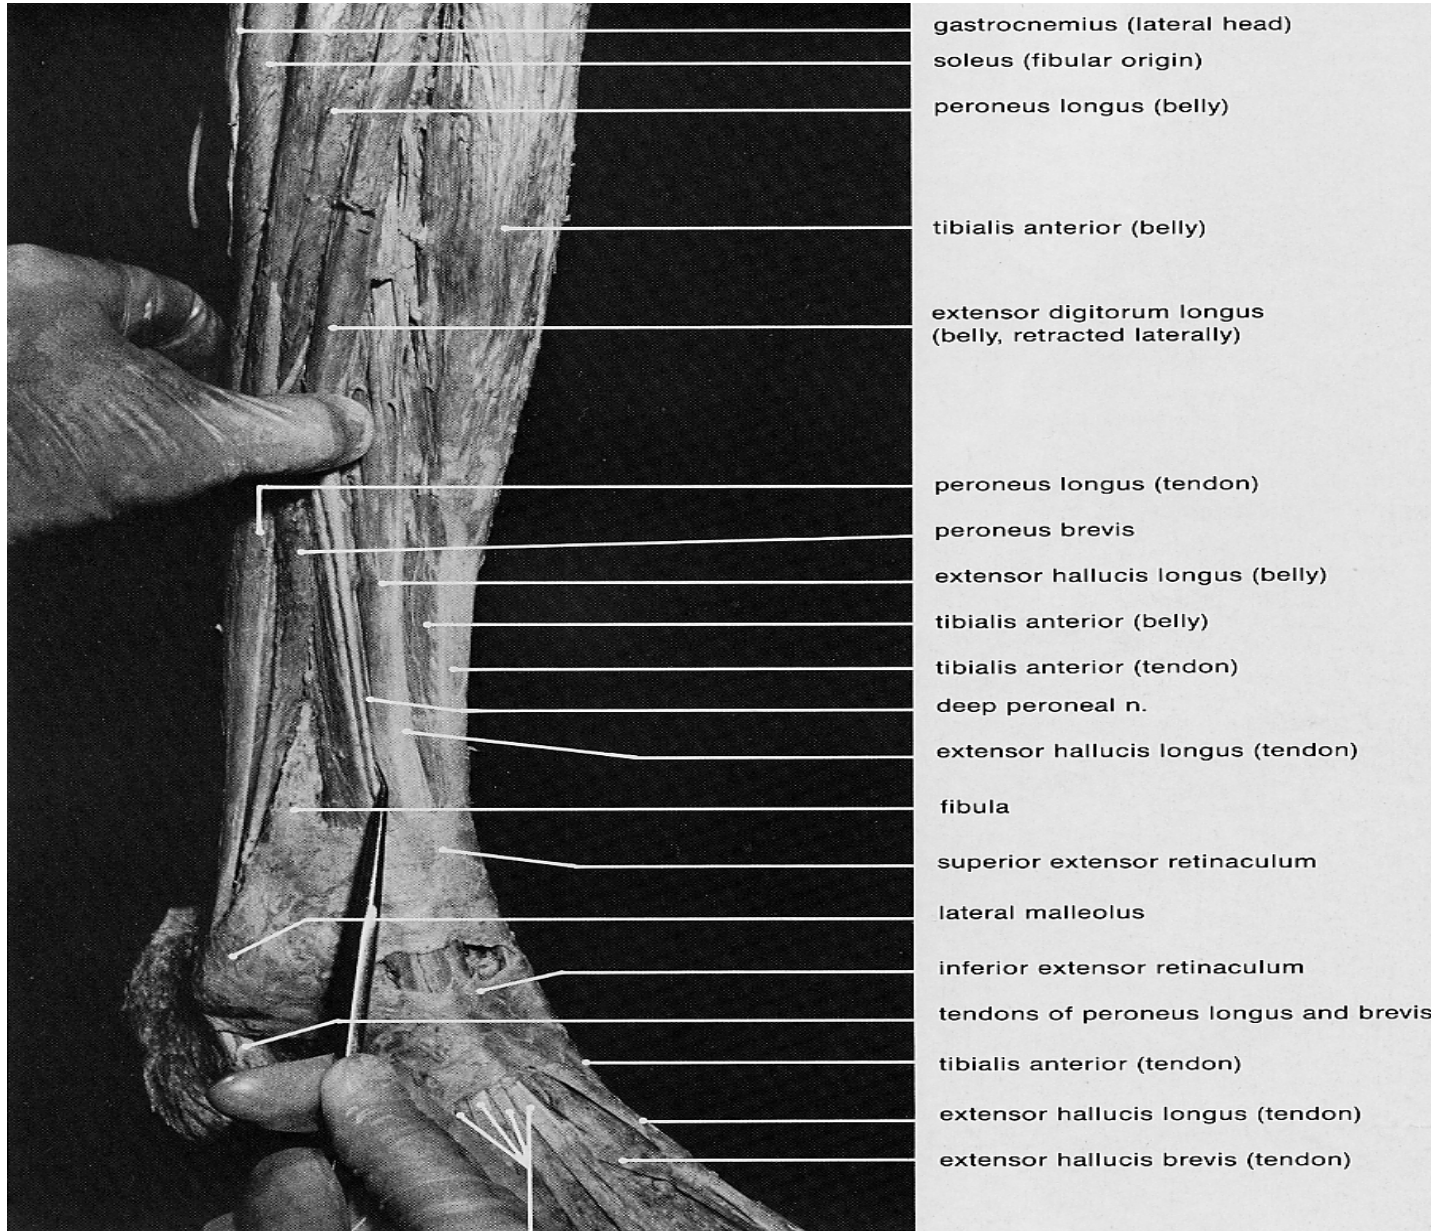 gastrocnemius (lateral head)
soleus (fibular origin)
peroneus longus (belly)
tibialis anterior (belly)
extensor digitorum longus
(belly, retracted laterally)
peroneus longus (tendon)
peroneus brevis
extensor hallucis longus (belly)
tibialis anterior (belly)
tibialis anterior (tendon)
deep peroneal n.
extensor hallucis longus (tendon)
fibula
superior extensor retinaculum
lateral malleolus
inferior extensor retinaculum
tendons of peroneus longus and brevis
tibialis anterior (tendon)
extensor hallucis longus (tendon)
extensor hallucis brevis (tendon)